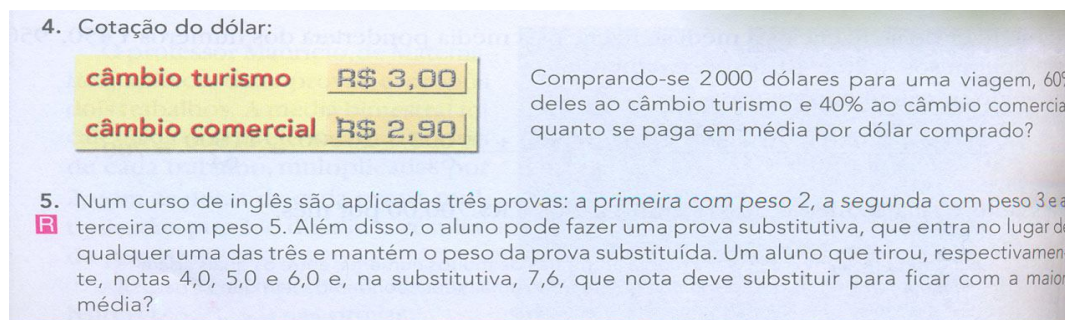 4. Cotação do dólar:
câmbio turismo R$ 3,00
câmbio comercial R$ 2,90
Comprando-se 2000 dólares para uma viagem, 60%
deles ao câmbio turismo e 40% ao câmbio comercia
quanto se paga em média por dólar comprado?
5. Num curso de inglês são aplicadas três provas: a primeira com peso 2, a segunda com peso 3 e a
R terceira com peso 5. Além disso, o aluno pode fazer uma prova substitutiva, que entra no lugar de
qualquer uma das três e mantém o peso da prova substituída. Um aluno que tirou, respectivamen-
te, notas 4,0, 5,0 e 6,0 e, na substitutiva, 7,6, que nota deve substituir para ficar com a maior
média?